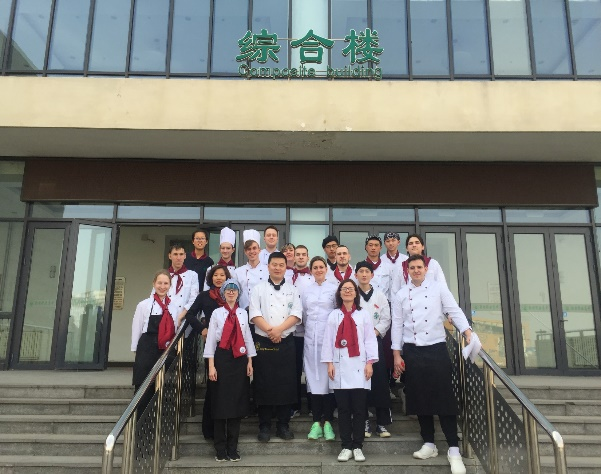 综合楼
Composite building